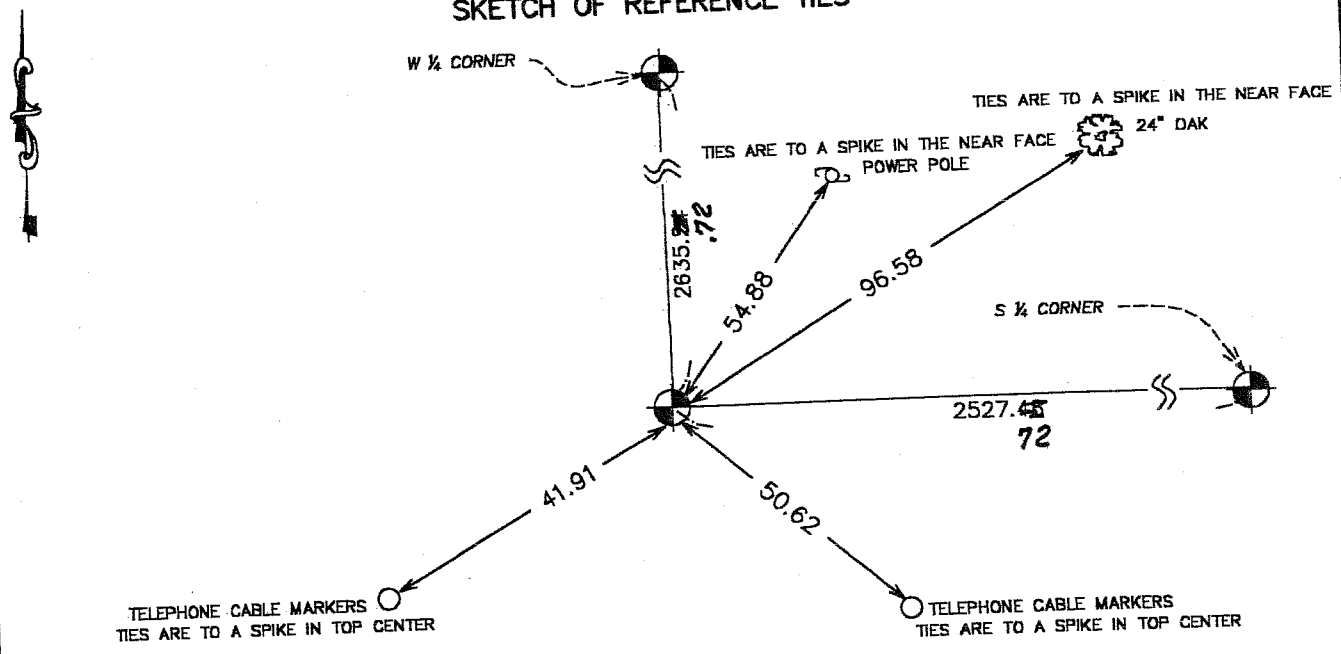 SKETCH OF REFERENCE TIES
W ¼ CORNER
TIES ARE TO A SPIKE IN THE NEAR FACE
24" OAK
TIES ARE TO A SPIKE IN THE NEAR FACE
POWER POLE
2635.
.72
54.88
96.58
S ¼ CORNER
2527.45
72
41.91
50.62
TELEPHONE CABLE MARKERS
TIES ARE TO A SPIKE IN TOP CENTER
TELEPHONE CABLE MARKERS
TIES ARE TO A SPIKE IN TOP CENTER